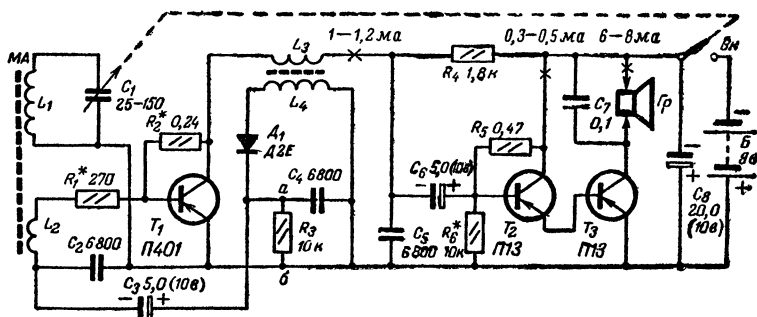 МА
L₁
C₁
25–150
R₂* 0,24
R₁* 270
L₂
C₂ 6800
C₃ 5,0 (10в)
T₁
П401
L₃
L₄
1–1,2 ма
Д₁
Д2Е
а
C₄ 6800
R₃
10к
б
R₄ 1,8к
0,3–0,5 ма
6–8 ма
Вк
R₅ 0,47
C₆ 5,0 (10в)
C₅
6800
R₆*
10к
T₂
П13
T₃
П13
C₇
0,1
Гр
C₈
20,0
(10в)
Б
9в